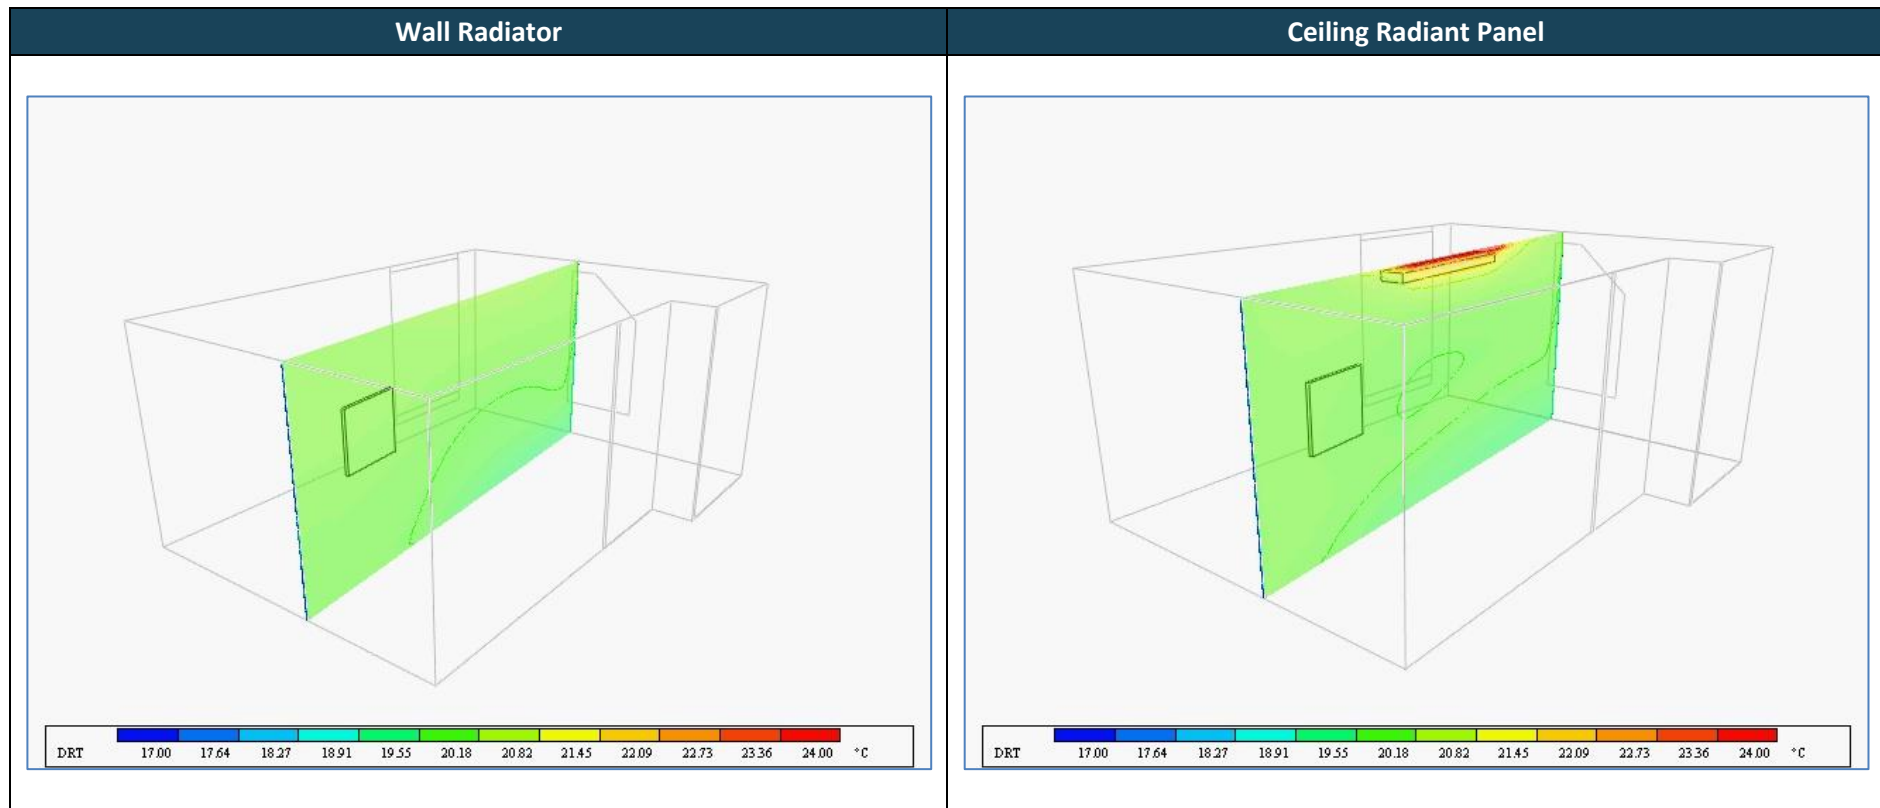 Wall Radiator
Ceiling Radiant Panel
DRT 17.00 17.64 18.27 18.91 19.55 20.18 20.82 21.45 22.09 22.73 23.36 24.00 °C
DRT 17.00 17.64 18.27 18.91 19.55 20.18 20.82 21.45 22.09 22.73 23.36 24.00 °C